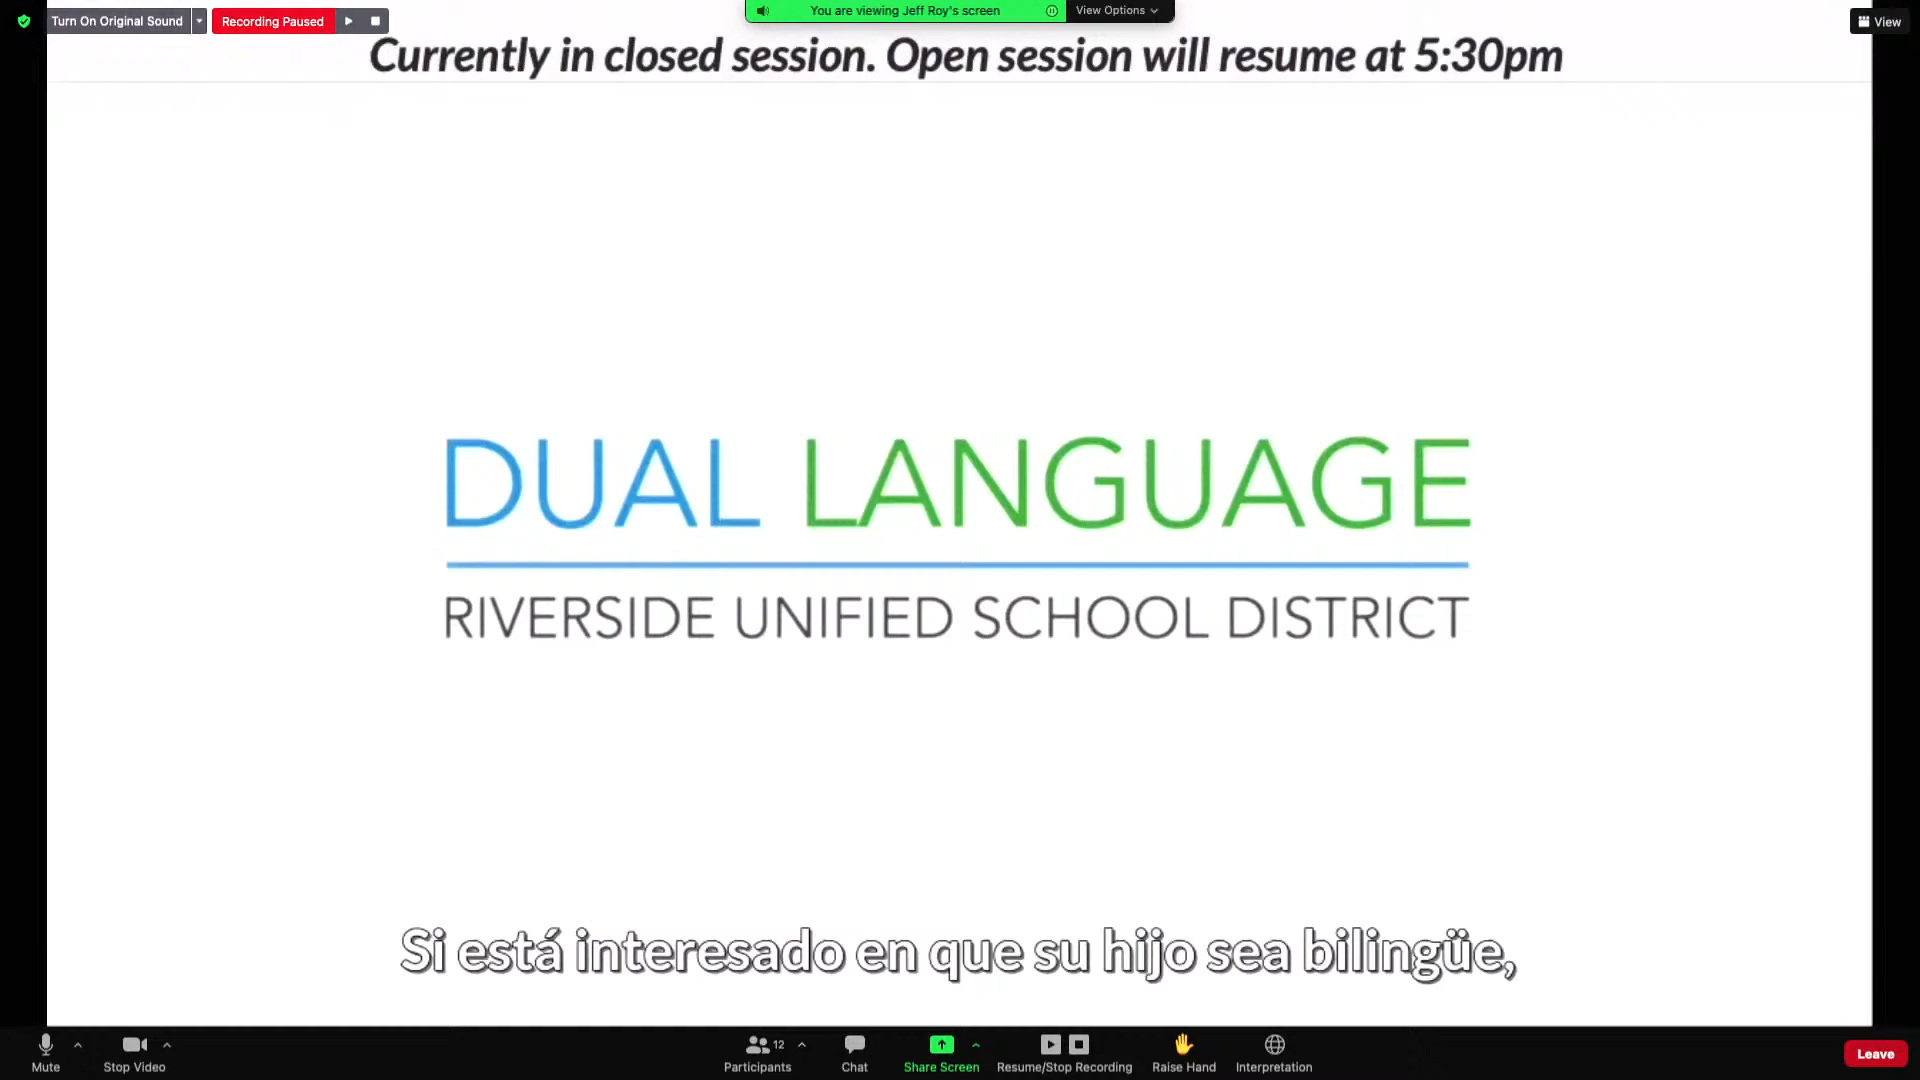 Turn On Original Sound
Recording Paused
You are viewing Jeff Roy's screen
View Options
View
Currently in closed session. Open session will resume at 5:30pm
DUAL LANGUAGE
RIVERSIDE UNIFIED SCHOOL DISTRICT
Si está interesado en que su hijo sea bilingüe,
12
Mute
Stop Video
Participants
Chat
Share Screen
Resume/Stop Recording
Raise Hand
Interpretation
Leave